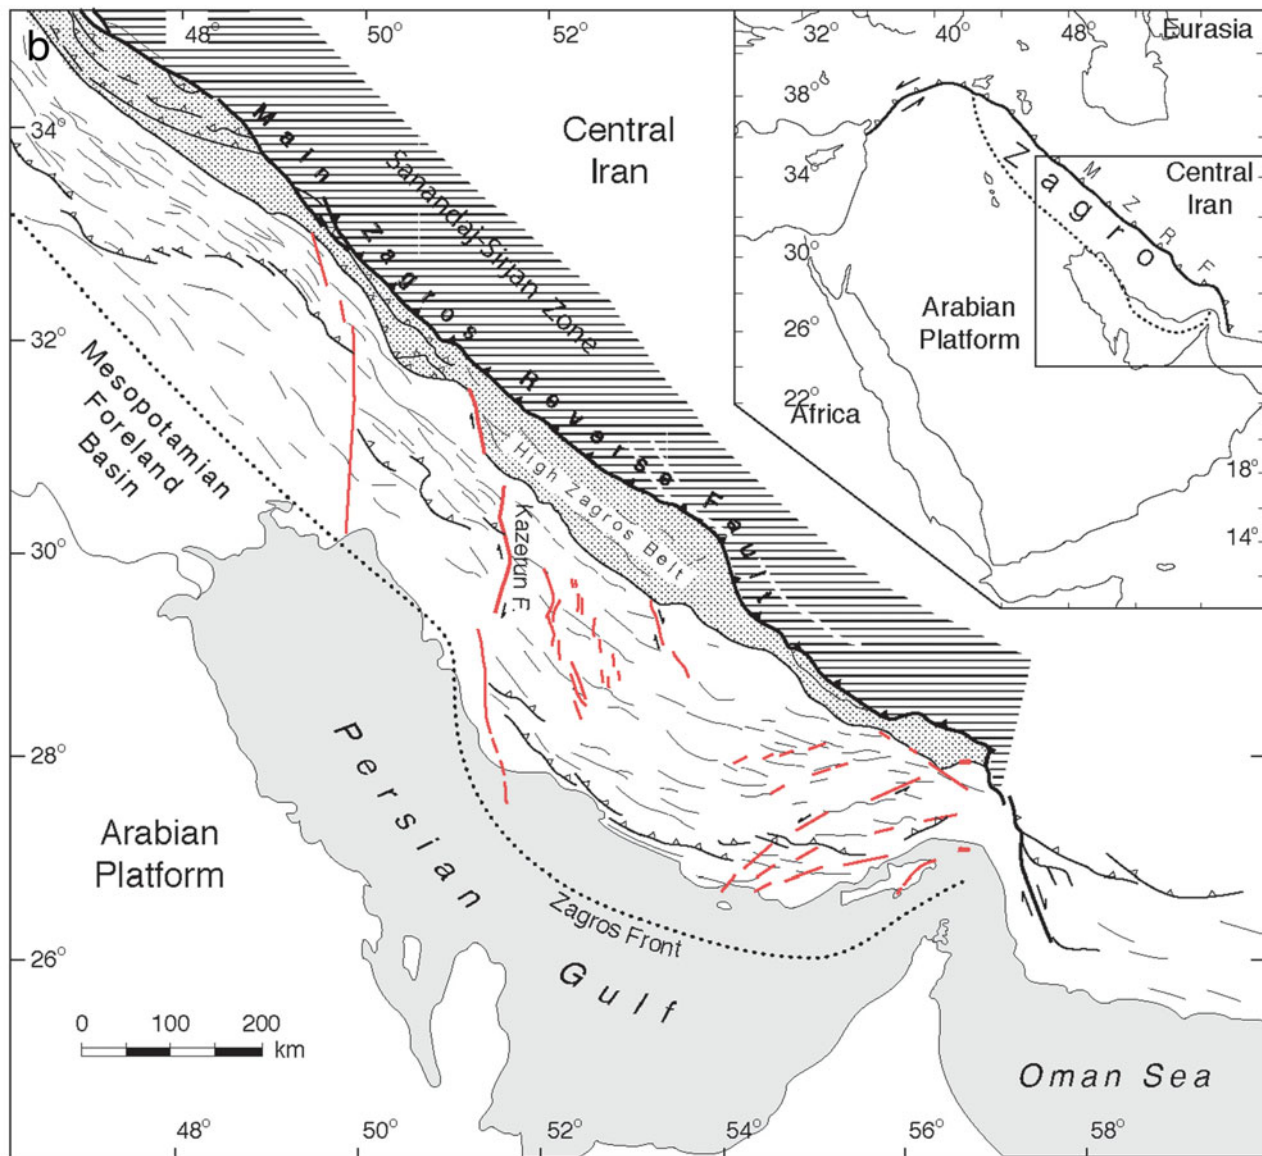 b
48°
50°
52°
34°
32°
30°
28°
26°
Central
Iran
Main Zagros Reverse Fault
Sanandaj-Sirjan Zone
High Zagros Belt
Mesopotamian
Foreland
Basin
Kazerun F.
Persian
Gulf
Arabian
Platform
Zagros Front
Oman Sea
0 100 200
km
48° 50° 52° 54° 56° 58°
32° 40° 48°
Eurasia
38°
34°
30°
26°
22°
18°
14°
Zagro
MZRF
Central
Iran
Arabian
Platform
Africa